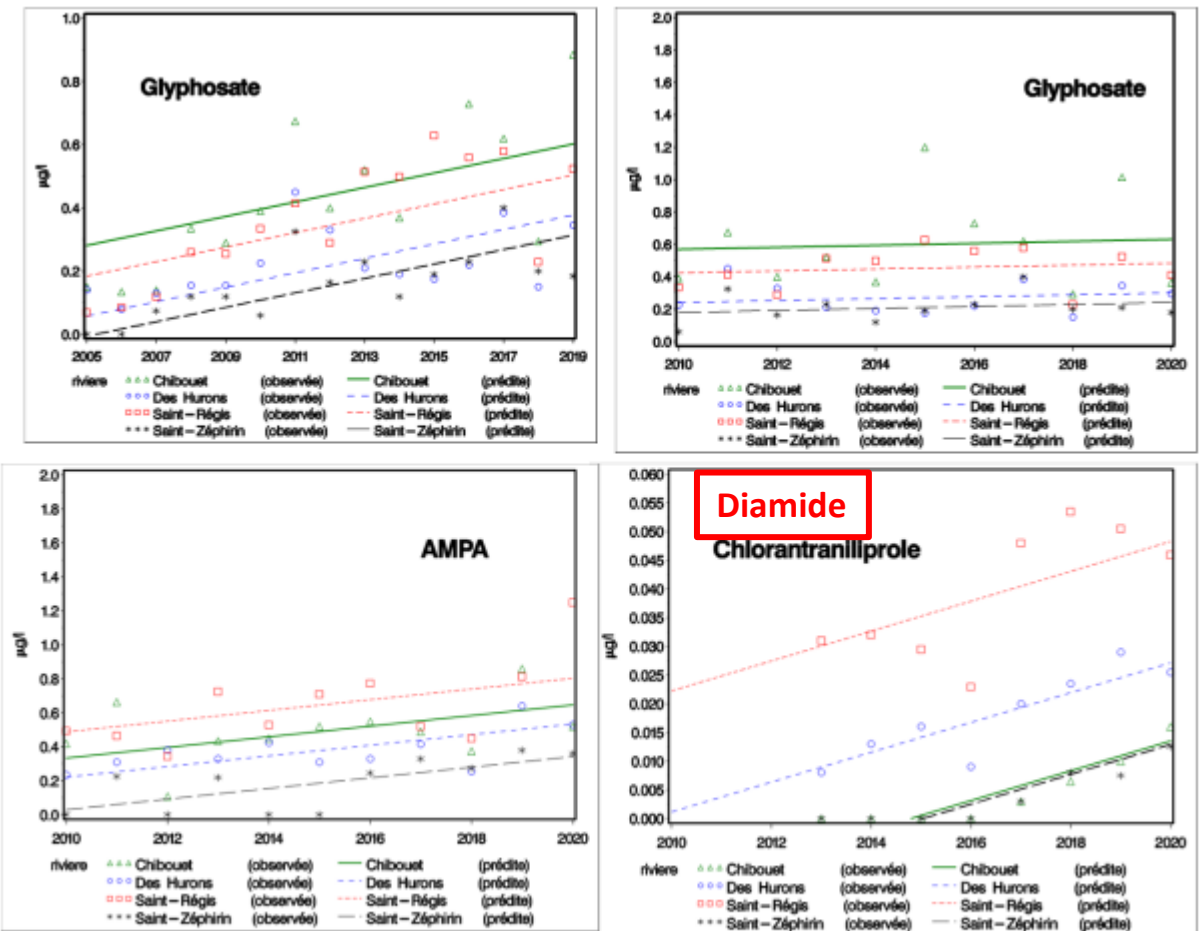 Glyphosate
1.0
0.8
0.6
0.4
0.2
0.0
µg/l
2005 2007 2009 2011 2013 2015 2017 2019
riviere △△△ Chibouet (observée) Chibouet (prédite)
○○○ Des Hurons (observée) Des Hurons (prédite)
□□□ Saint-Régis (observée) Saint-Régis (prédite)
*** Saint-Zéphirin (observée) Saint-Zéphirin (prédite)
Glyphosate
2.0
1.8
1.6
1.4
1.2
1.0
0.8
0.6
0.4
0.2
0.0
µg/l
2010 2012 2014 2016 2018 2020
riviere △△△ Chibouet (observée) Chibouet (prédite)
○○○ Des Hurons (observée) Des Hurons (prédite)
□□□ Saint-Régis (observée) Saint-Régis (prédite)
*** Saint-Zéphirin (observée) Saint-Zéphirin (prédite)
AMPA
2.0
1.8
1.6
1.4
1.2
1.0
0.8
0.6
0.4
0.2
0.0
µg/l
2010 2012 2014 2016 2018 2020
riviere △△△ Chibouet (observée) Chibouet (prédite)
○○○ Des Hurons (observée) Des Hurons (prédite)
□□□ Saint-Régis (observée) Saint-Régis (prédite)
*** Saint-Zéphirin (observée) Saint-Zéphirin (prédite)
Diamide
Chlorantraniliprole
0.060
0.055
0.050
0.045
0.040
0.035
0.030
0.025
0.020
0.015
0.010
0.005
0.000
µg/l
2010 2012 2014 2016 2018 2020
riviere △△△ Chibouet (observée) Chibouet (prédite)
○○○ Des Hurons (observée) Des Hurons (prédite)
□□□ Saint-Régis (observée) Saint-Régis (prédite)
*** Saint-Zéphirin (observée) Saint-Zéphirin (prédite)